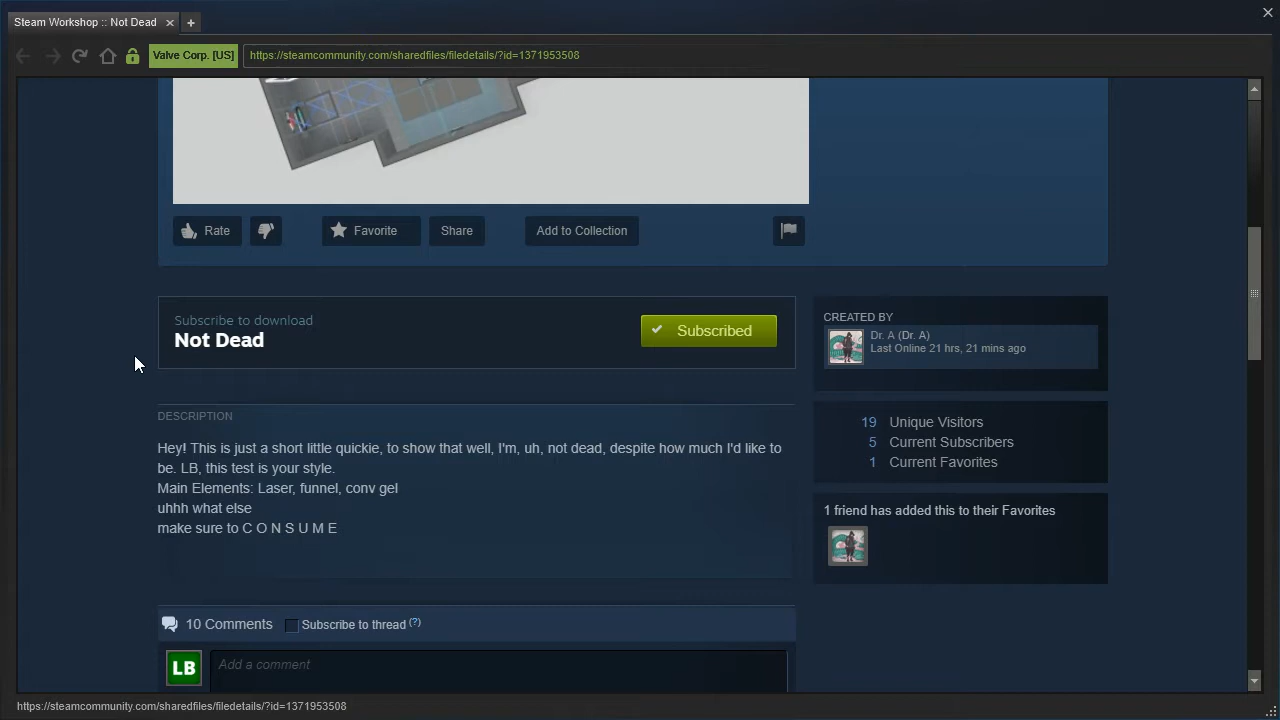 Steam Workshop :: Not Dead
Valve Corp. [US]
https://steamcommunity.com/sharedfiles/filedetails/?id=1371953508
Rate
Favorite
Share
Add to Collection
Subscribe to download
Not Dead
Subscribed
CREATED BY
Dr. A (Dr. A)
Last Online 21 hrs, 21 mins ago
DESCRIPTION
Hey! This is just a short little quickie, to show that well, I'm, uh, not dead, despite how much I'd like to
be. LB, this test is your style.
Main Elements: Laser, funnel, conv gel
uhhh what else
make sure to C O N S U M E
19 Unique Visitors
5 Current Subscribers
1 Current Favorites
1 friend has added this to their Favorites
10 Comments
Subscribe to thread (?)
LB
Add a comment
https://steamcommunity.com/sharedfiles/filedetails/?id=1371953508